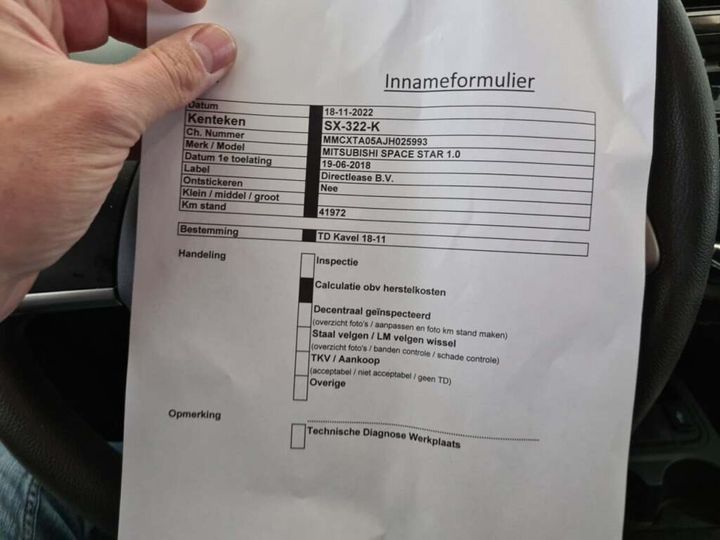 Innameformulier
Datum 18-11-2022
Kenteken SX-322-K
Ch. Nummer MMCXTA05AJH025993
Merk / Model MITSUBISHI SPACE STAR 1.0
Datum 1e toelating 19-06-2018
Label Directlease B.V.
Ontstickeren Nee
Klein / middel / groot
Km stand 41972
Bestemming TD Kavel 18-11
Handeling Inspectie
Calculatie obv herstelkosten
Decentraal geïnspecteerd
(overzicht foto's / aanpassen en foto km stand maken)
Staal velgen / LM velgen wissel
(overzicht foto's / banden controle / schade controle)
TKV / Aankoop
(acceptabel / niet acceptabel / geen TD)
Overige
Opmerking
Technische Diagnose Werkplaats